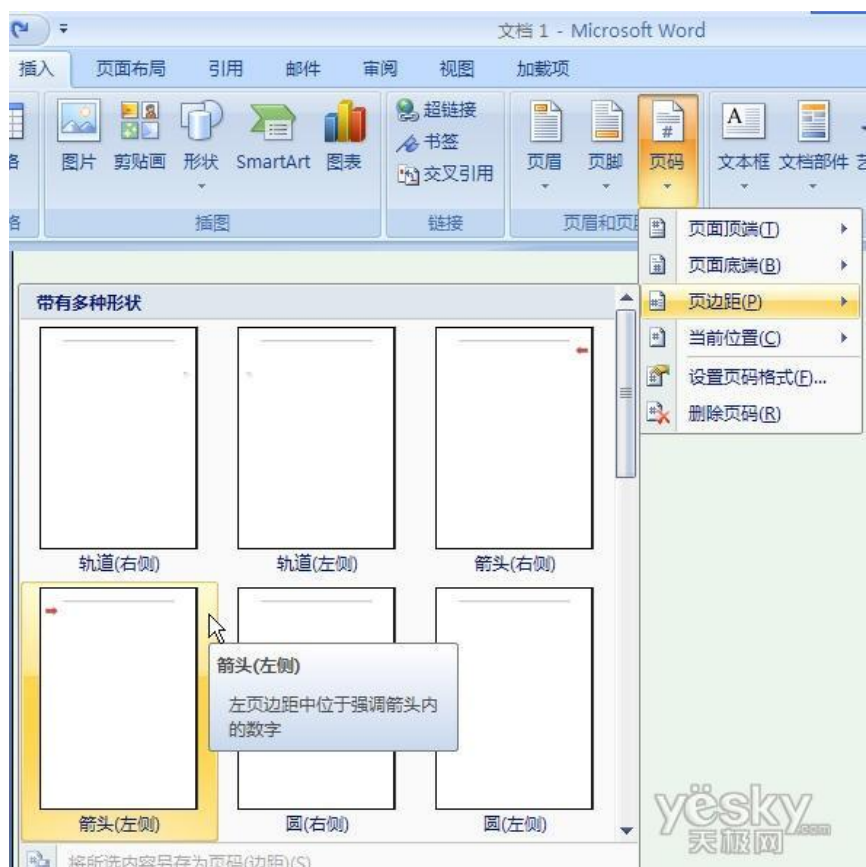 文档 1 - Microsoft Word
插入 页面布局 引用 邮件 审阅 视图 加载项
超链接
书签
交叉引用
图片 剪贴画 形状 SmartArt 图表 页眉 页脚 页码 文本框 文档部件
插图 链接 页眉和页
页面顶端(T)
页面底端(B)
页边距(P)
当前位置(C)
设置页码格式(F)...
删除页码(R)
带有多种形状
轨道(右侧) 轨道(左侧) 箭头(右侧)
箭头(左侧)
左页边距中位于强调箭头内
的数字
箭头(左侧) 圆(右侧) 圆(左侧)
将所选内容另存为页码(边距)(S)
yesky
天极网 .com